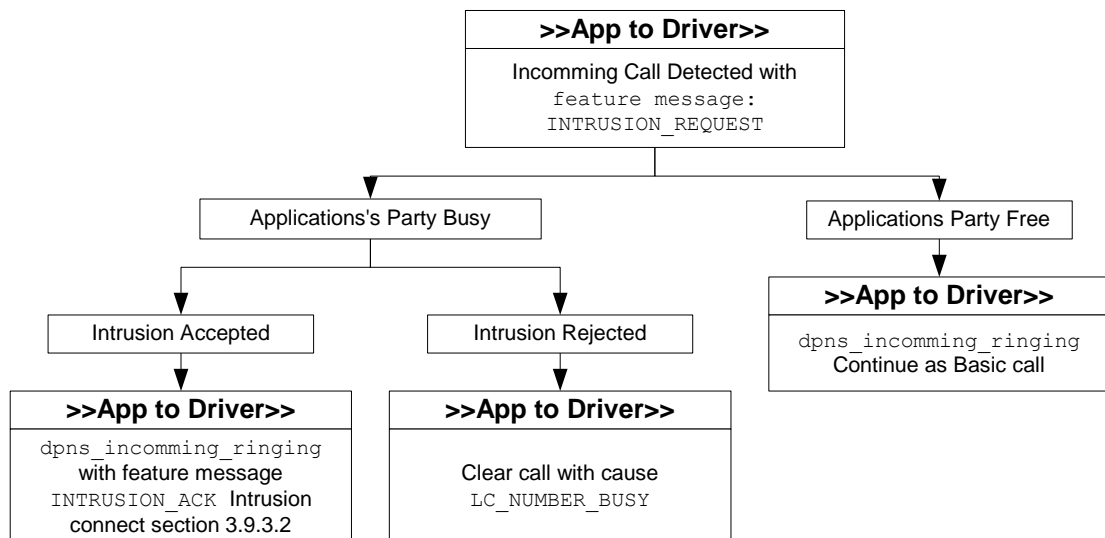 >>App to Driver>>
Incomming Call Detected with
feature message:
INTRUSION_REQUEST
Applications's Party Busy
Applications Party Free
>>App to Driver>>
dpns_incomming_ringing
Continue as Basic call
Intrusion Accepted
Intrusion Rejected
>>App to Driver>>
dpns_incomming_ringing
with feature message
INTRUSION_ACK Intrusion
connect section 3.9.3.2
>>App to Driver>>
Clear call with cause
LC_NUMBER_BUSY